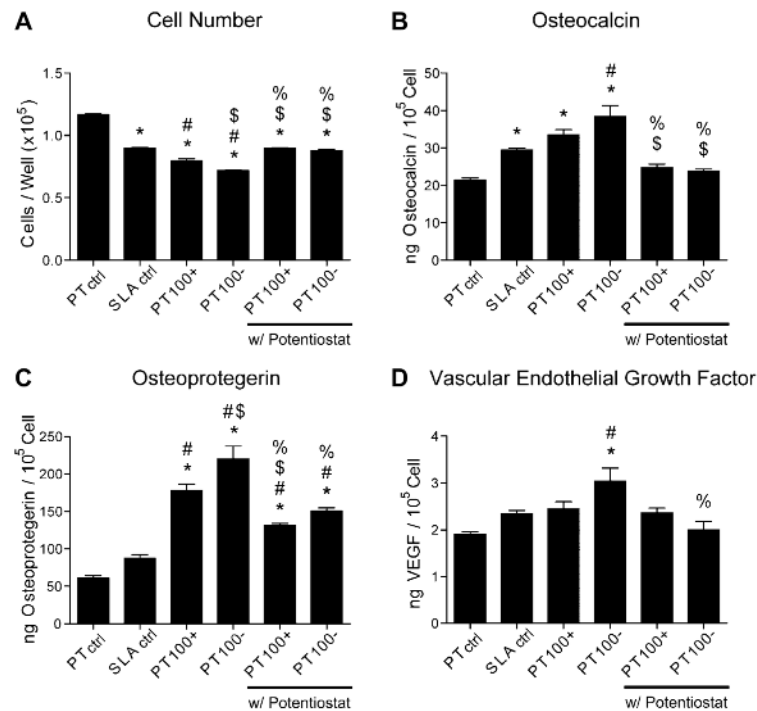 A
Cell Number
%
%
$
$
$
#
#
*
*
*
*
*
1.5
1.0
0.5
0.0
Cells / Well (x10⁵)
PT ctrl
SLA ctrl
PT100+
PT100-
PT100+
PT100-
w/ Potentiostat
B
Osteocalcin
#
*
*
*
%
$
%
$
50
40
30
20
10
0
ng Osteocalcin / 10⁵ Cell
PT ctrl
SLA ctrl
PT100+
PT100-
PT100+
PT100-
w/ Potentiostat
C
Osteoprotegerin
#
*
#$
*
%
$
#
*
%
#
*
250
200
150
100
50
0
ng Osteoprotegerin / 10⁵ Cell
PT ctrl
SLA ctrl
PT100+
PT100-
PT100+
PT100-
w/ Potentiostat
D
Vascular Endothelial Growth Factor
#
*
%
4
3
2
1
0
ng VEGF / 10⁵ Cell
PT ctrl
SLA ctrl
PT100+
PT100-
PT100+
PT100-
w/ Potentiostat